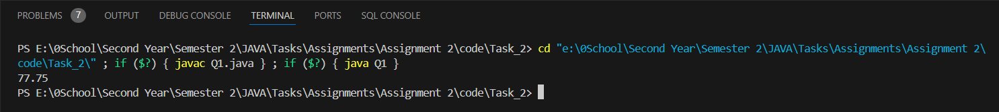 PROBLEMS 7 OUTPUT DEBUG CONSOLE TERMINAL PORTS SQL CONSOLE
PS E:\0School\Second Year\Semester 2\JAVA\Tasks\Assignments\Assignment 2\code\Task_2> cd "e:\0School\Second Year\Semester 2\JAVA\Tasks\Assignments\Assignment 2\
code\Task_2\" ; if ($?) { javac Q1.java } ; if ($?) { java Q1 }
77.75
PS E:\0School\Second Year\Semester 2\JAVA\Tasks\Assignments\Assignment 2\code\Task_2>